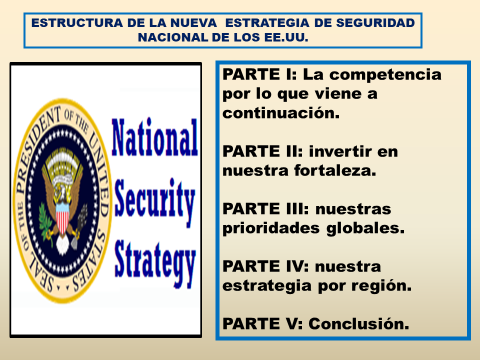 ESTRUCTURA DE LA NUEVA ESTRATEGIA DE SEGURIDAD
NACIONAL DE LOS EE.UU.
SEAL OF THE PRESIDENT OF THE UNITED STATES
National
Security
Strategy
PARTE I: La competencia
por lo que viene a
continuación.
PARTE II: invertir en
nuestra fortaleza.
PARTE III: nuestras
prioridades globales.
PARTE IV: nuestra
estrategia por región.
PARTE V: Conclusión.